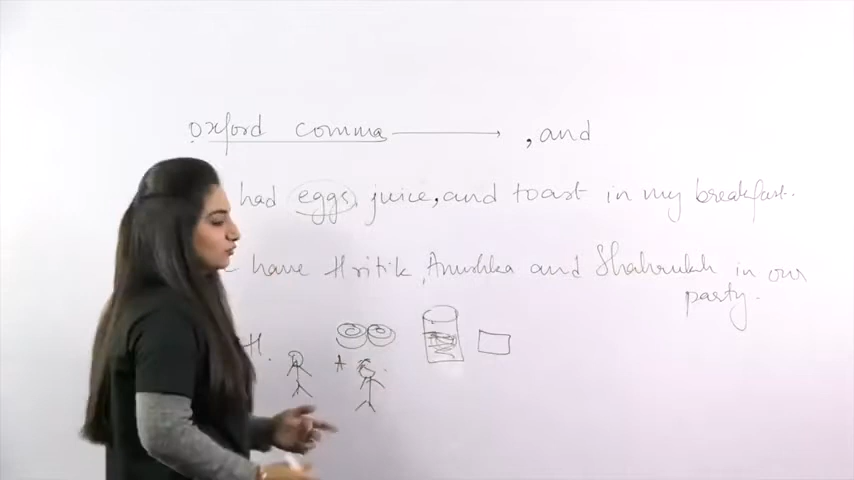 Oxford comma → , and
had eggs, juice, and toast in my breakfast.
have Hritik, Anushka and Shahrukh in our
party.
H.
A